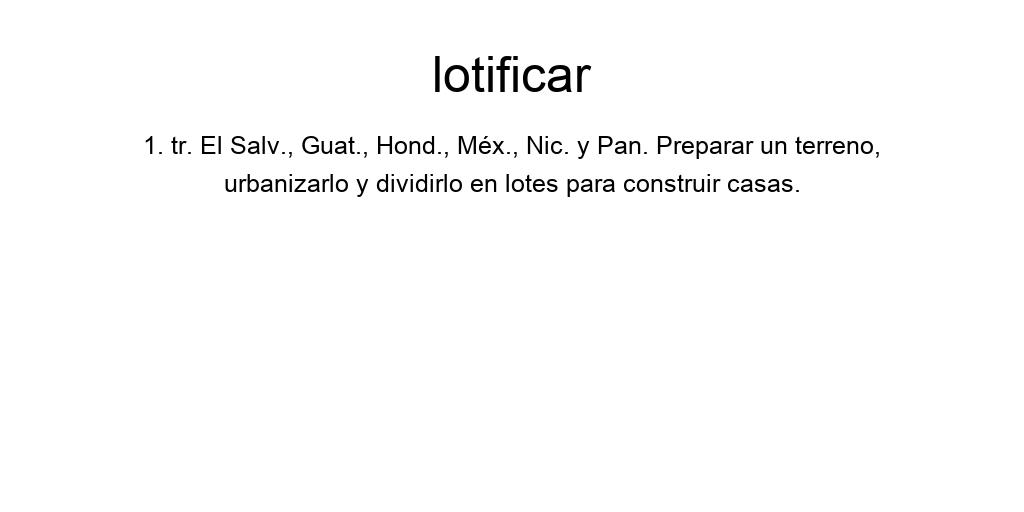 lotificar
1. tr. El Salv., Guat., Hond., Méx., Nic. y Pan. Preparar un terreno,
urbanizarlo y dividirlo en lotes para construir casas.